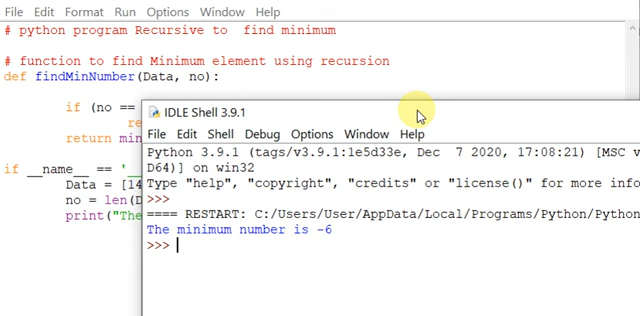 File Edit Format Run Options Window Help
# python program Recursive to find minimum
# function to find Minimum element using recursion
def findMinNumber(Data, no):
if (no ==
re
return min
if __name__ == '_
Data = [14
no = len(D
print("The
IDLE Shell 3.9.1
File Edit Shell Debug Options Window Help
Python 3.9.1 (tags/v3.9.1:1e5d33e, Dec 7 2020, 17:08:21) [MSC v
D64)] on win32
Type "help", "copyright", "credits" or "license()" for more info
>>>
==== RESTART: C:/Users/User/AppData/Local/Programs/Python/Python
The minimum number is -6
>>>